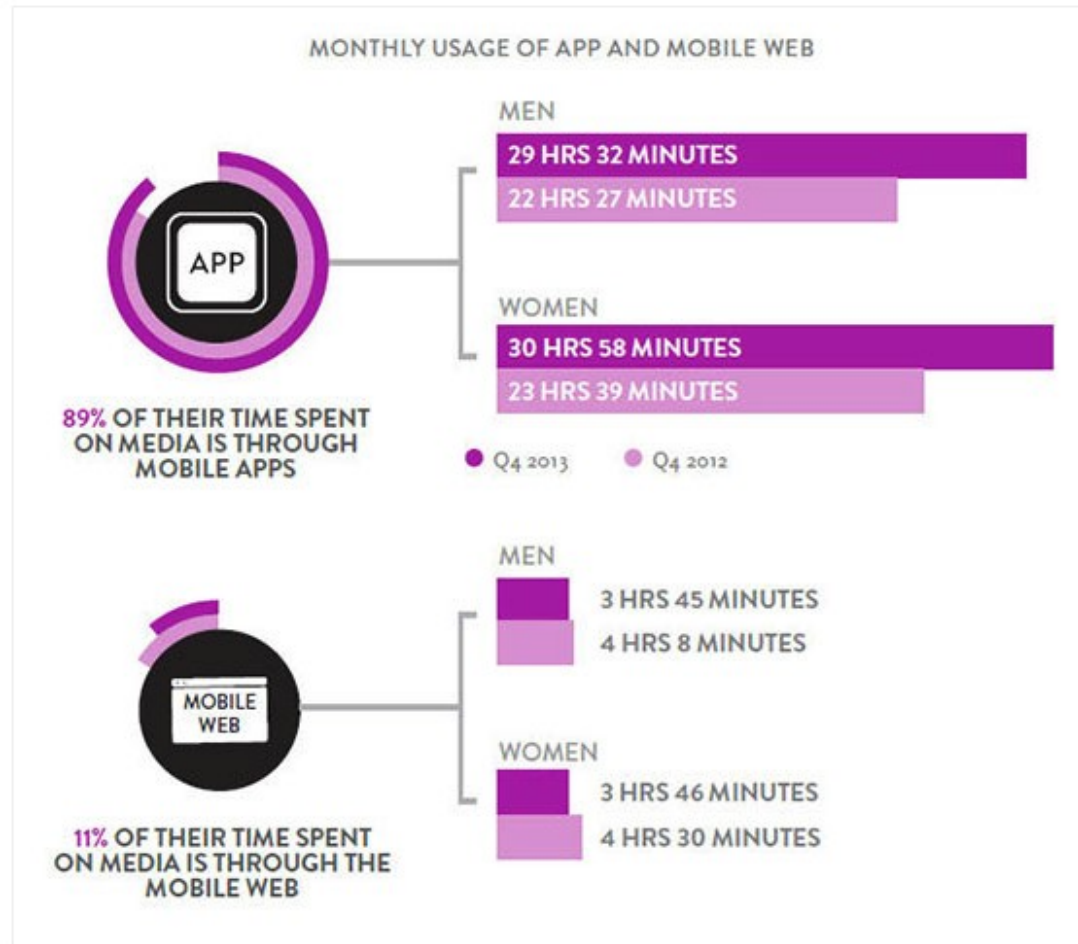 MONTHLY USAGE OF APP AND MOBILE WEB
APP
89% OF THEIR TIME SPENT
ON MEDIA IS THROUGH
MOBILE APPS
MEN
29 HRS 32 MINUTES
22 HRS 27 MINUTES
WOMEN
30 HRS 58 MINUTES
23 HRS 39 MINUTES
Q4 2013 Q4 2012
MOBILE
WEB
11% OF THEIR TIME SPENT
ON MEDIA IS THROUGH THE
MOBILE WEB
MEN
3 HRS 45 MINUTES
4 HRS 8 MINUTES
WOMEN
3 HRS 46 MINUTES
4 HRS 30 MINUTES